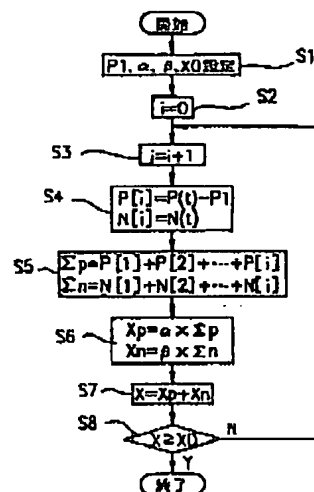 開始
P1, α, β, X0設定
S1
i=0
S2
S3
i=i+1
S4
P[i]=P(t)-P1
N[i]=N(t)
S5
Σp=P[1]+P[2]+…+P[i]
Σn=N[1]+N[2]+…+N[i]
S6
Xp=α×Σp
Xn=β×Σn
S7
X=Xp+Xn
S8
X≥X0
N
Y
終了